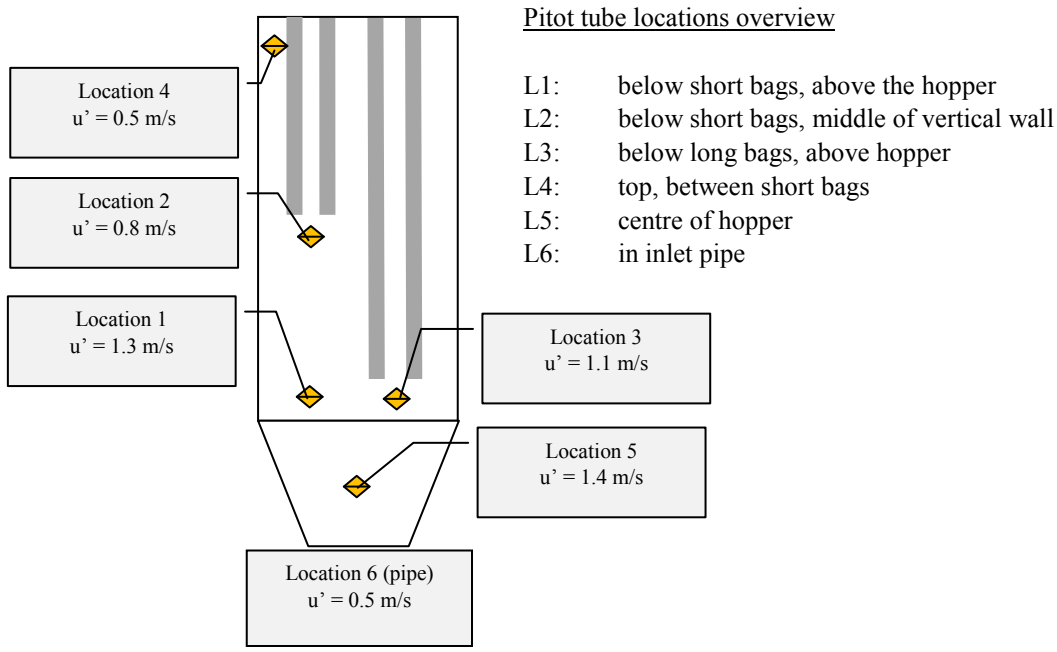 Pitot tube locations overview
L1: below short bags, above the hopper
L2: below short bags, middle of vertical wall
L3: below long bags, above hopper
L4: top, between short bags
L5: centre of hopper
L6: in inlet pipe
Location 4
u’ = 0.5 m/s
Location 2
u’ = 0.8 m/s
Location 1
u’ = 1.3 m/s
Location 3
u’ = 1.1 m/s
Location 5
u’ = 1.4 m/s
Location 6 (pipe)
u’ = 0.5 m/s